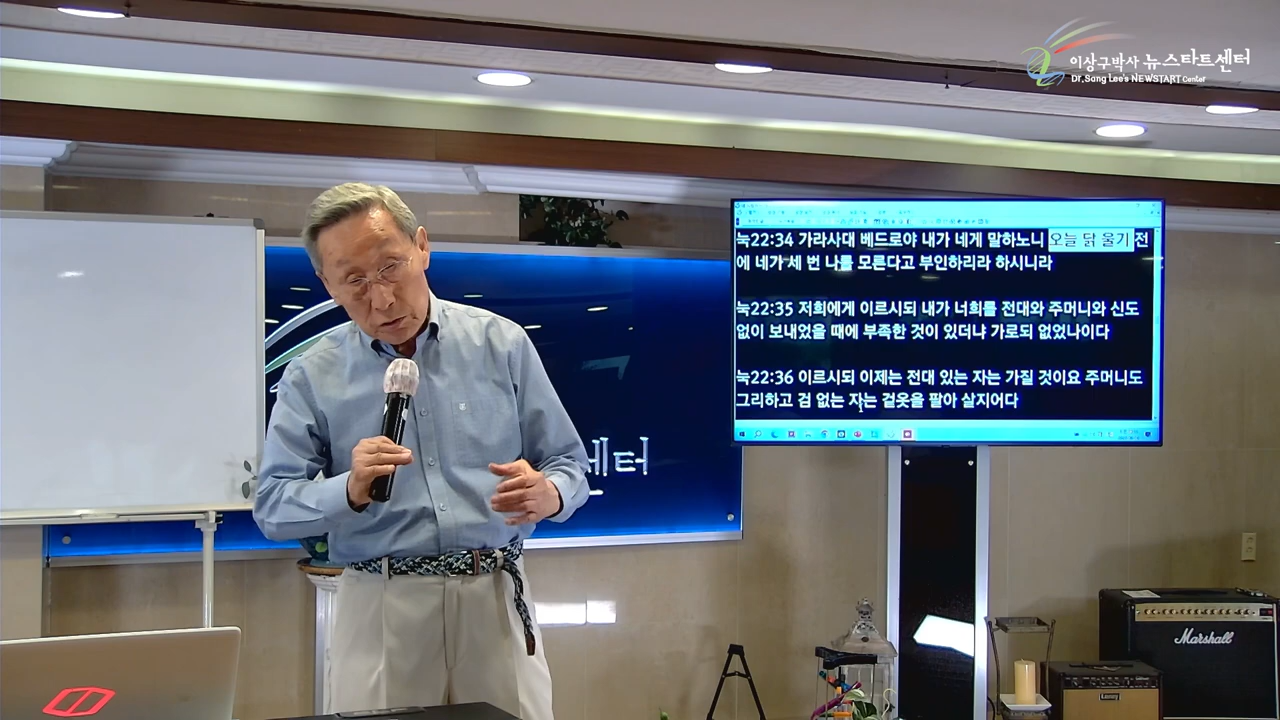 이상구박사 뉴스타트센터
Dr.Sang Lee's NEWSTART Center
눅22:34 가라사대 베드로야 내가 네게 말하노니 오늘 닭 울기 전
에 네가 세 번 나를 모른다고 부인하리라 하시니라
눅22:35 저희에게 이르시되 내가 너희를 전대와 주머니와 신도
없이 보내었을 때에 부족한 것이 있더냐 가로되 없었나이다
눅22:36 이르시되 이제는 전대 있는 자는 가질 것이요 주머니도
그리하고 검 없는 자는 겉옷을 팔아 살지어다
센터
Marshall
Laney